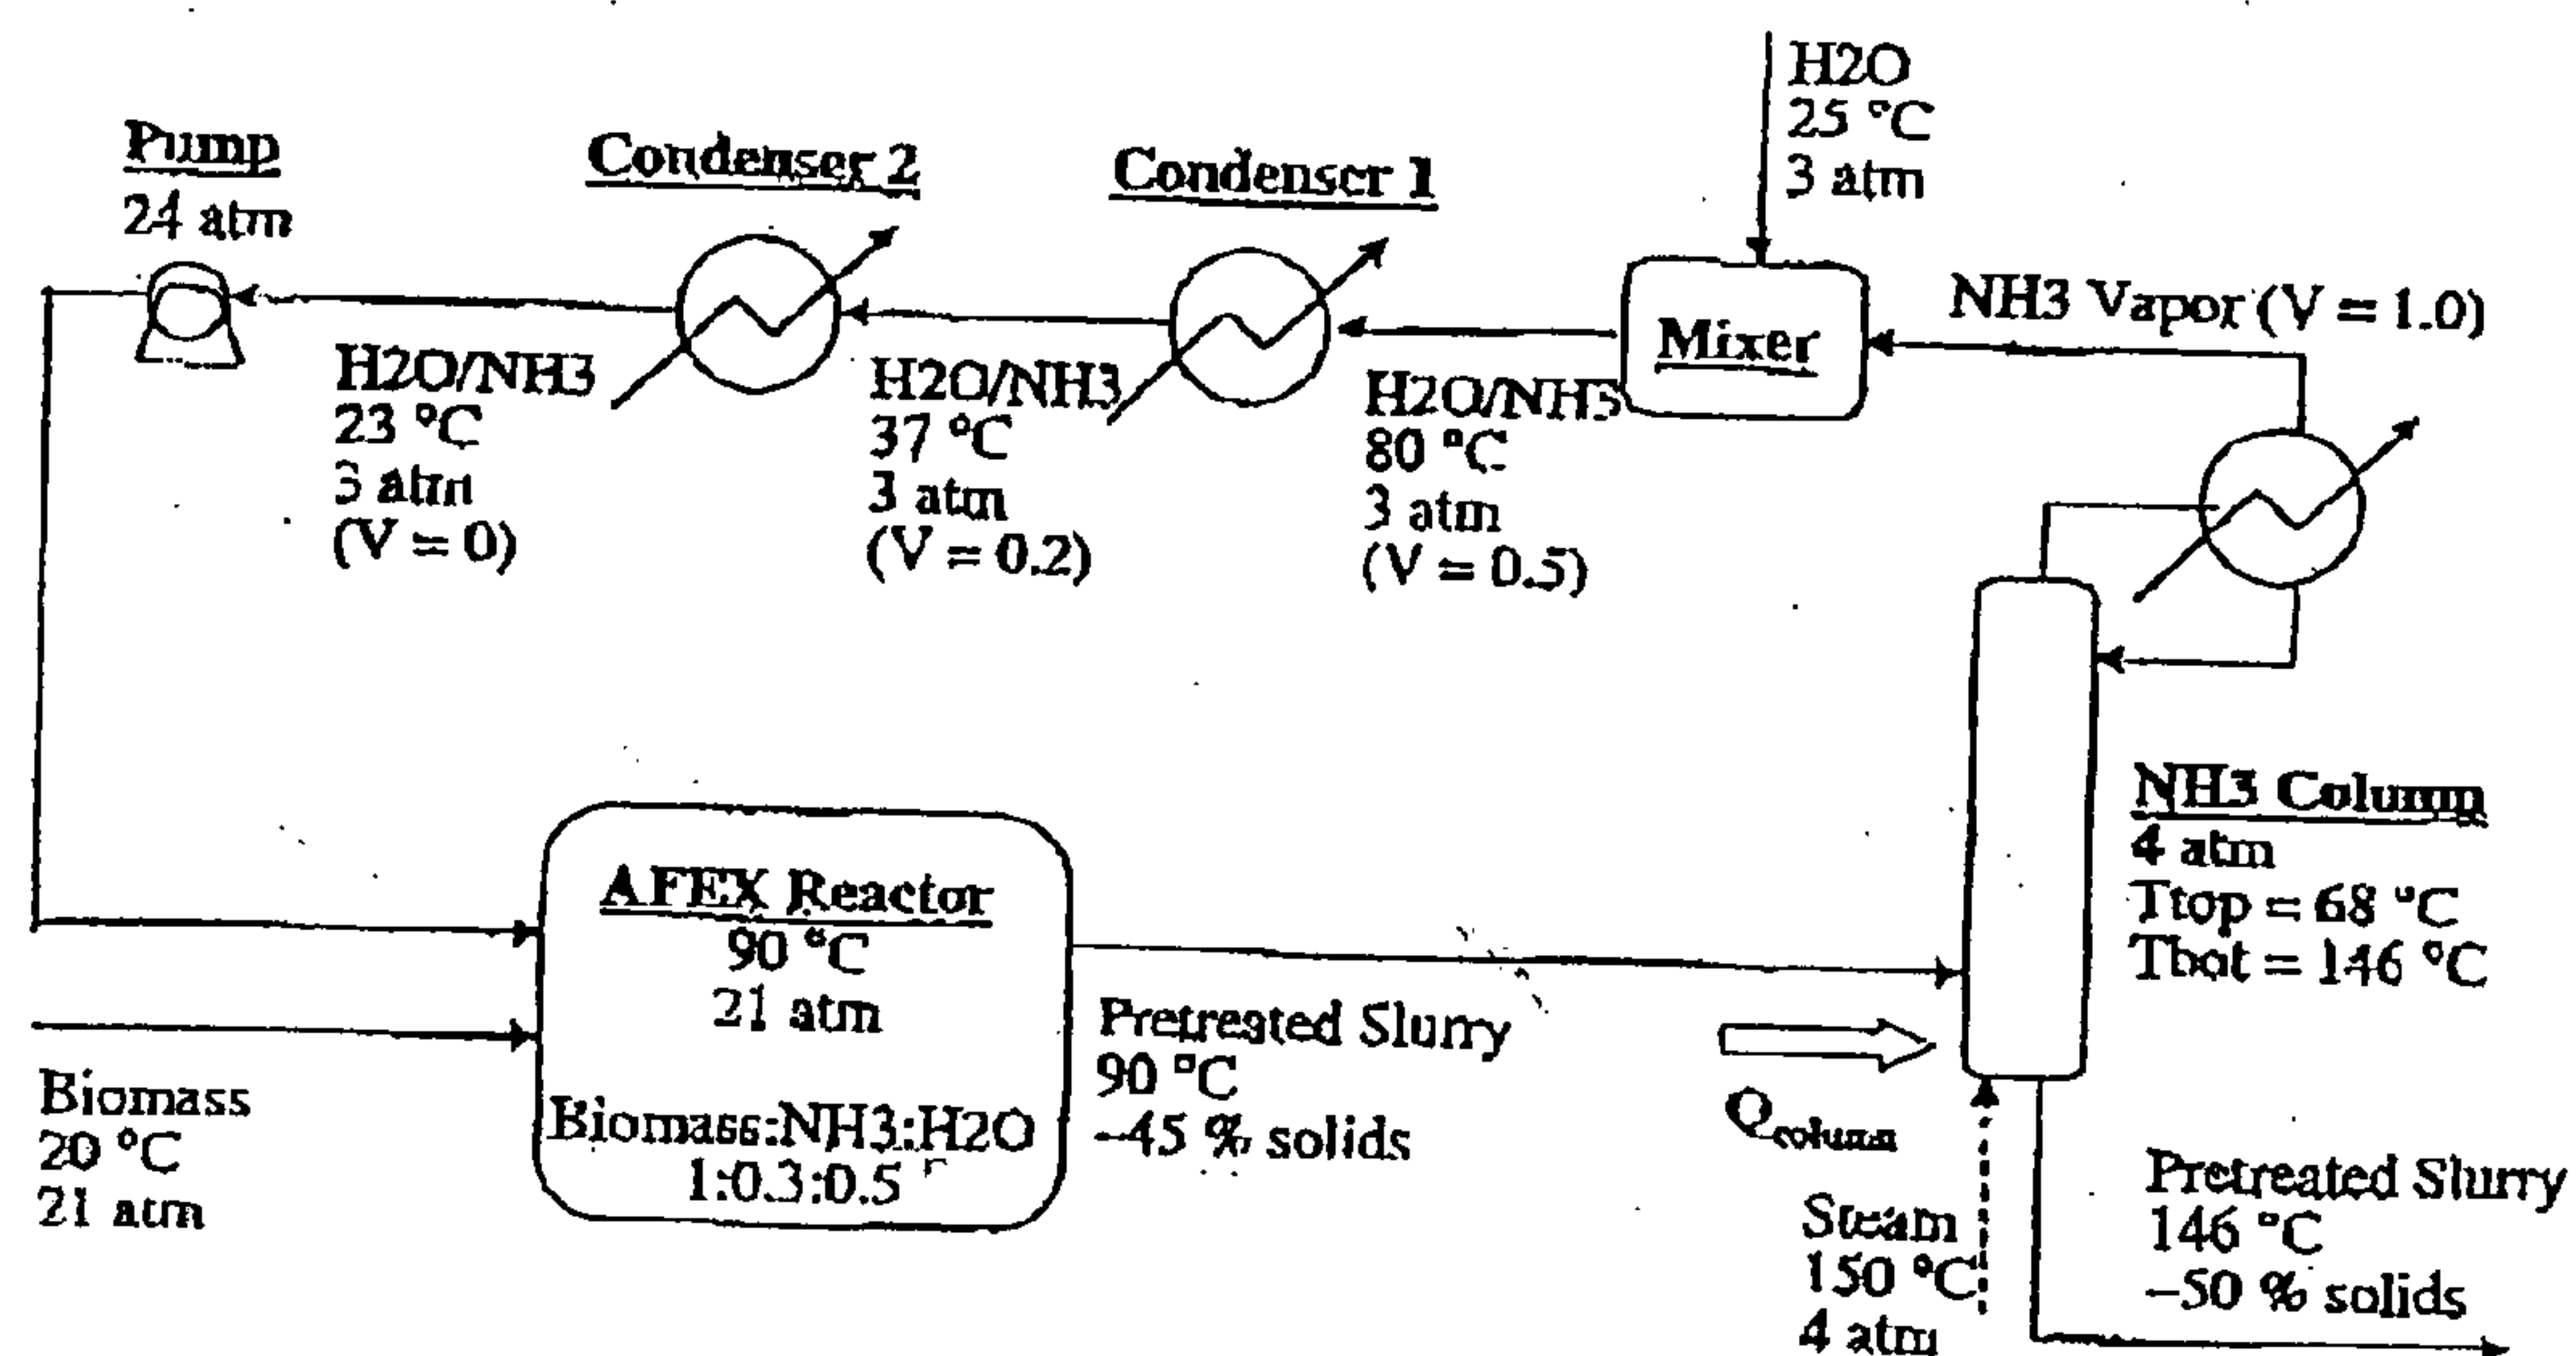 H2O
25 °C
3 atm
Pump
24 atm
Condenser 2
Condenser 1
Mixer
NH3 Vapor (V = 1.0)
H2O/NH3
23 °C
3 atm
(V = 0)
H2O/NH3
37 °C
3 atm
(V = 0.2)
H2O/NH3
80 °C
3 atm
(V = 0.5)
NH3 Column
4 atm
Ttop = 68 °C
Tbot = 146 °C
AFEX Reactor
90 °C
21 atm
Biomass:NH3:H2O
1:0.3:0.5
Biomass
20 °C
21 atm
Pretreated Slurry
90 °C
~45 % solids
Qcolumn
Steam
150 °C
4 atm
Pretreated Slurry
146 °C
~50 % solids